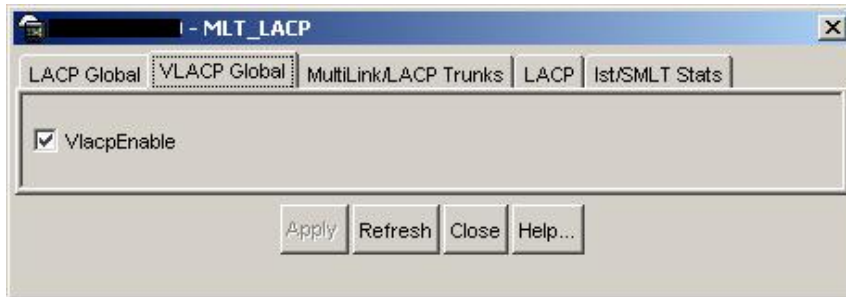 - MLT_LACP
LACP Global VLACP Global MultiLink/LACP Trunks LACP Ist/SMLT Stats
VlacpEnable
Apply Refresh Close Help...